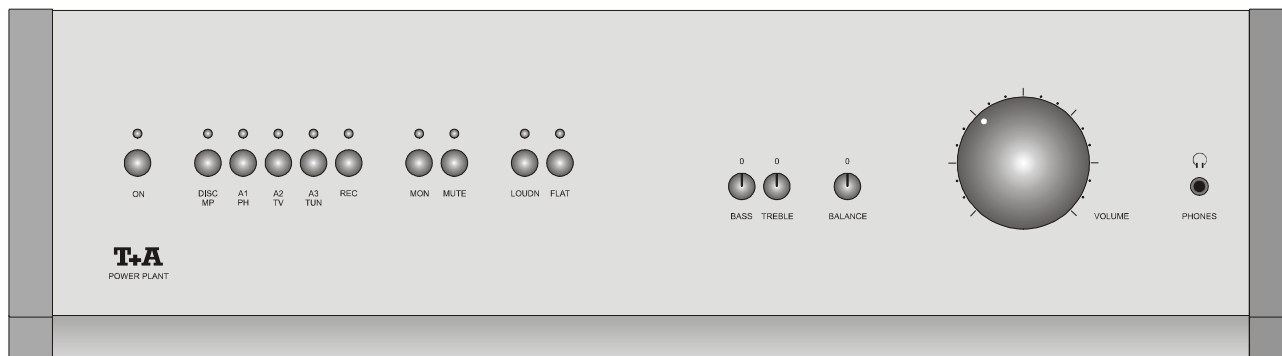 0 0 0
ON DISC A1 A2 A3 REC MON MUTE LOUDN FLAT
MP PH TV TUN
BASS TREBLE BALANCE VOLUME PHONES
T+A
POWER PLANT